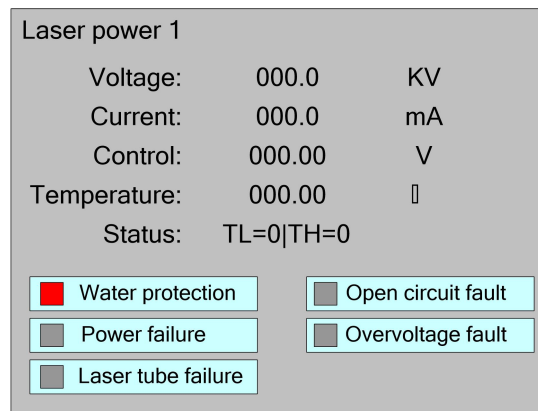 Laser power 1
Voltage: 000.0 KV
Current: 000.0 mA
Control: 000.00 V
Temperature: 000.00
Status: TL=0|TH=0
Water protection Open circuit fault
Power failure Overvoltage fault
Laser tube failure